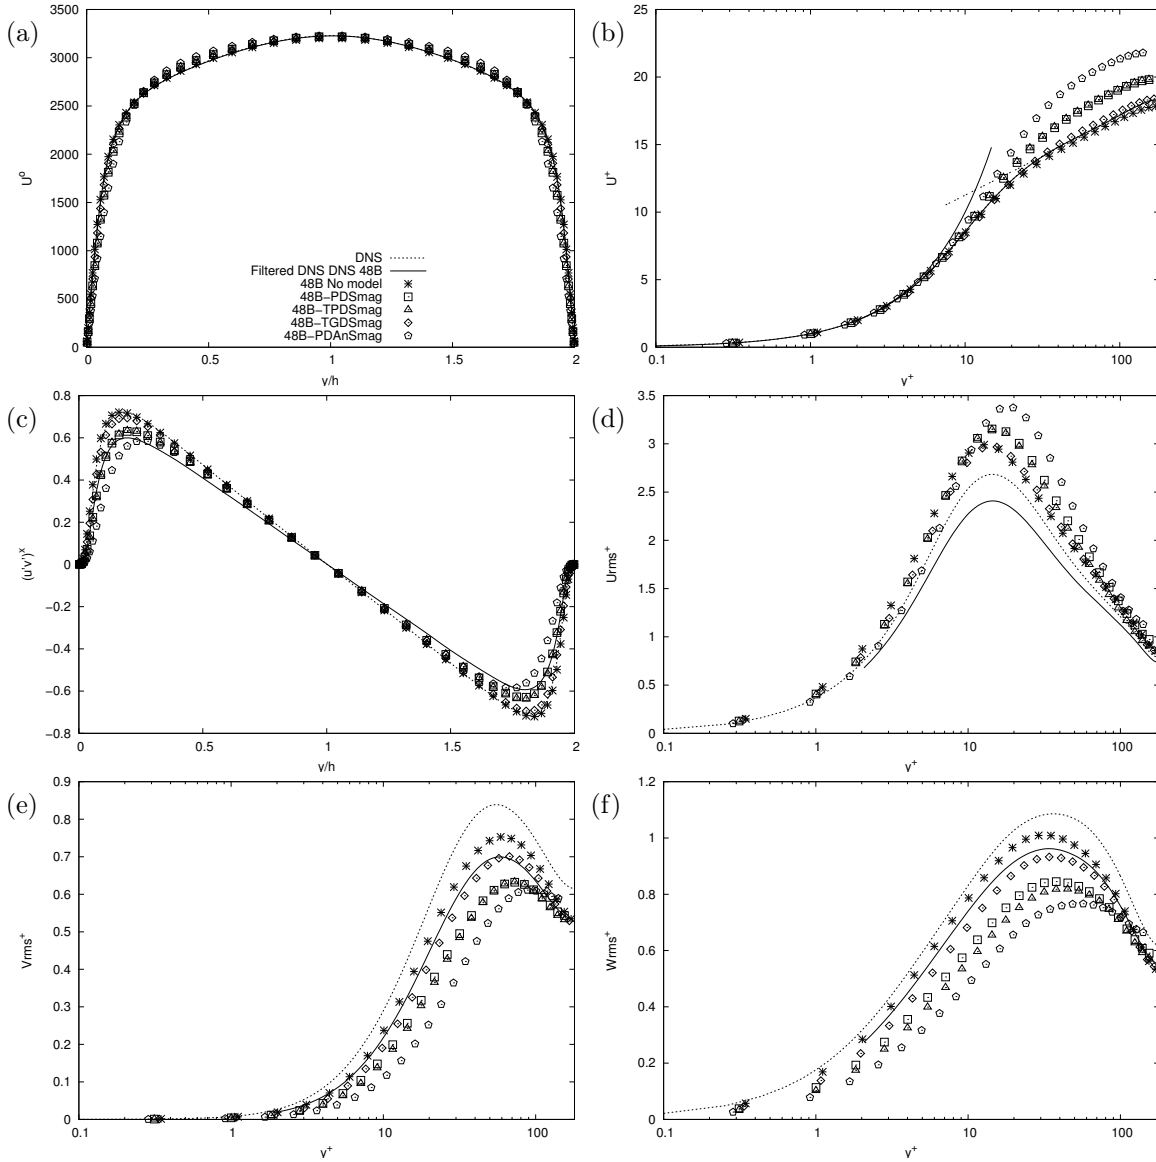 (a)
3500
3000
2500
2000
1500
1000
500
0
U⁰
0
0.5
1
1.5
2
y/h
DNS
Filtered DNS DNS 48B
48B No model
48B−PDSmag
48B−TPDSmag
48B−TGDSmag
48B−PDAnSmag
(b)
25
20
15
10
5
0
U⁺
0.1
1
10
100
y⁺
(c)
0.8
0.6
0.4
0.2
0
−0.2
−0.4
−0.6
−0.8
(u'v')ˣ
0
0.5
1
1.5
2
y/h
(d)
3.5
3
2.5
2
1.5
1
0.5
0
Urms⁺
0.1
1
10
100
y⁺
(e)
0.9
0.8
0.7
0.6
0.5
0.4
0.3
0.2
0.1
0
Vrms⁺
0.1
1
10
100
y⁺
(f)
1.2
1
0.8
0.6
0.4
0.2
0
Wrms⁺
0.1
1
10
100
y⁺